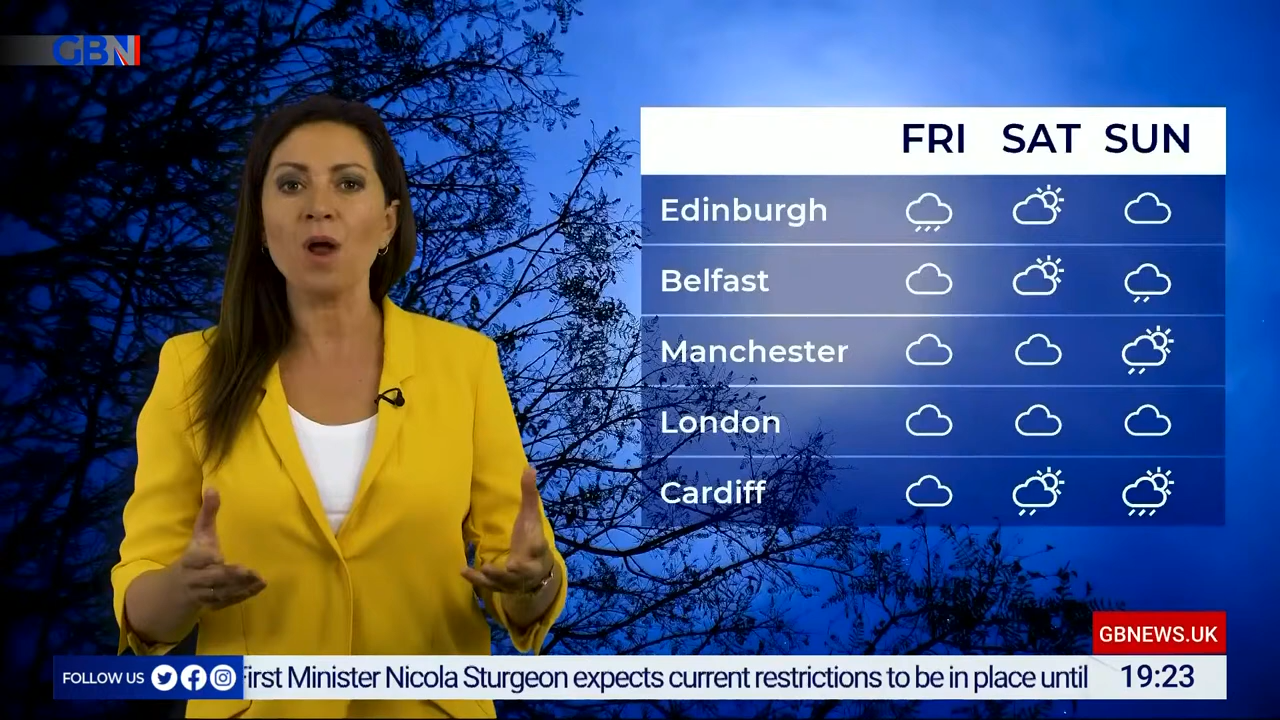 GBN
FRI SAT SUN
Edinburgh
Belfast
Manchester
London
Cardiff
GBNEWS.UK
FOLLOW US
First Minister Nicola Sturgeon expects current restrictions to be in place until
19:23